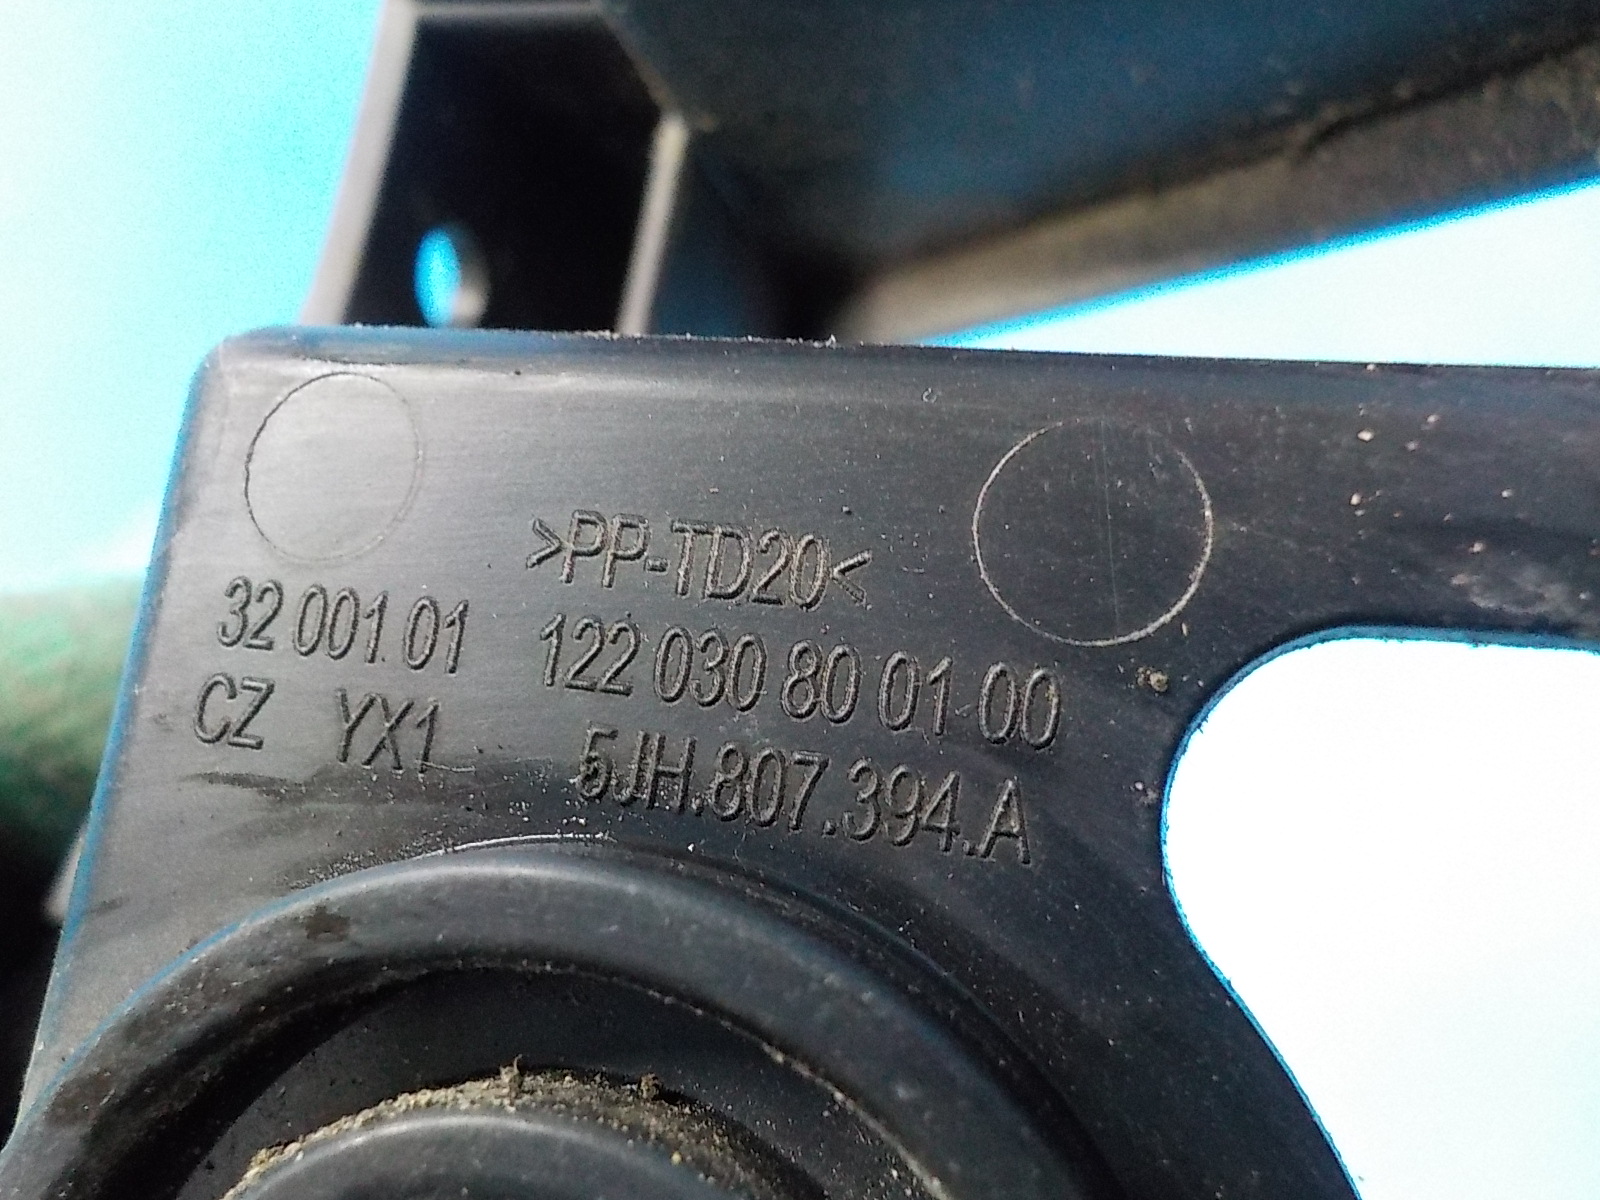 >PP-TD20<
32 001 01 122 030 80 01 00
CZ YX1 5JH.807.394.A